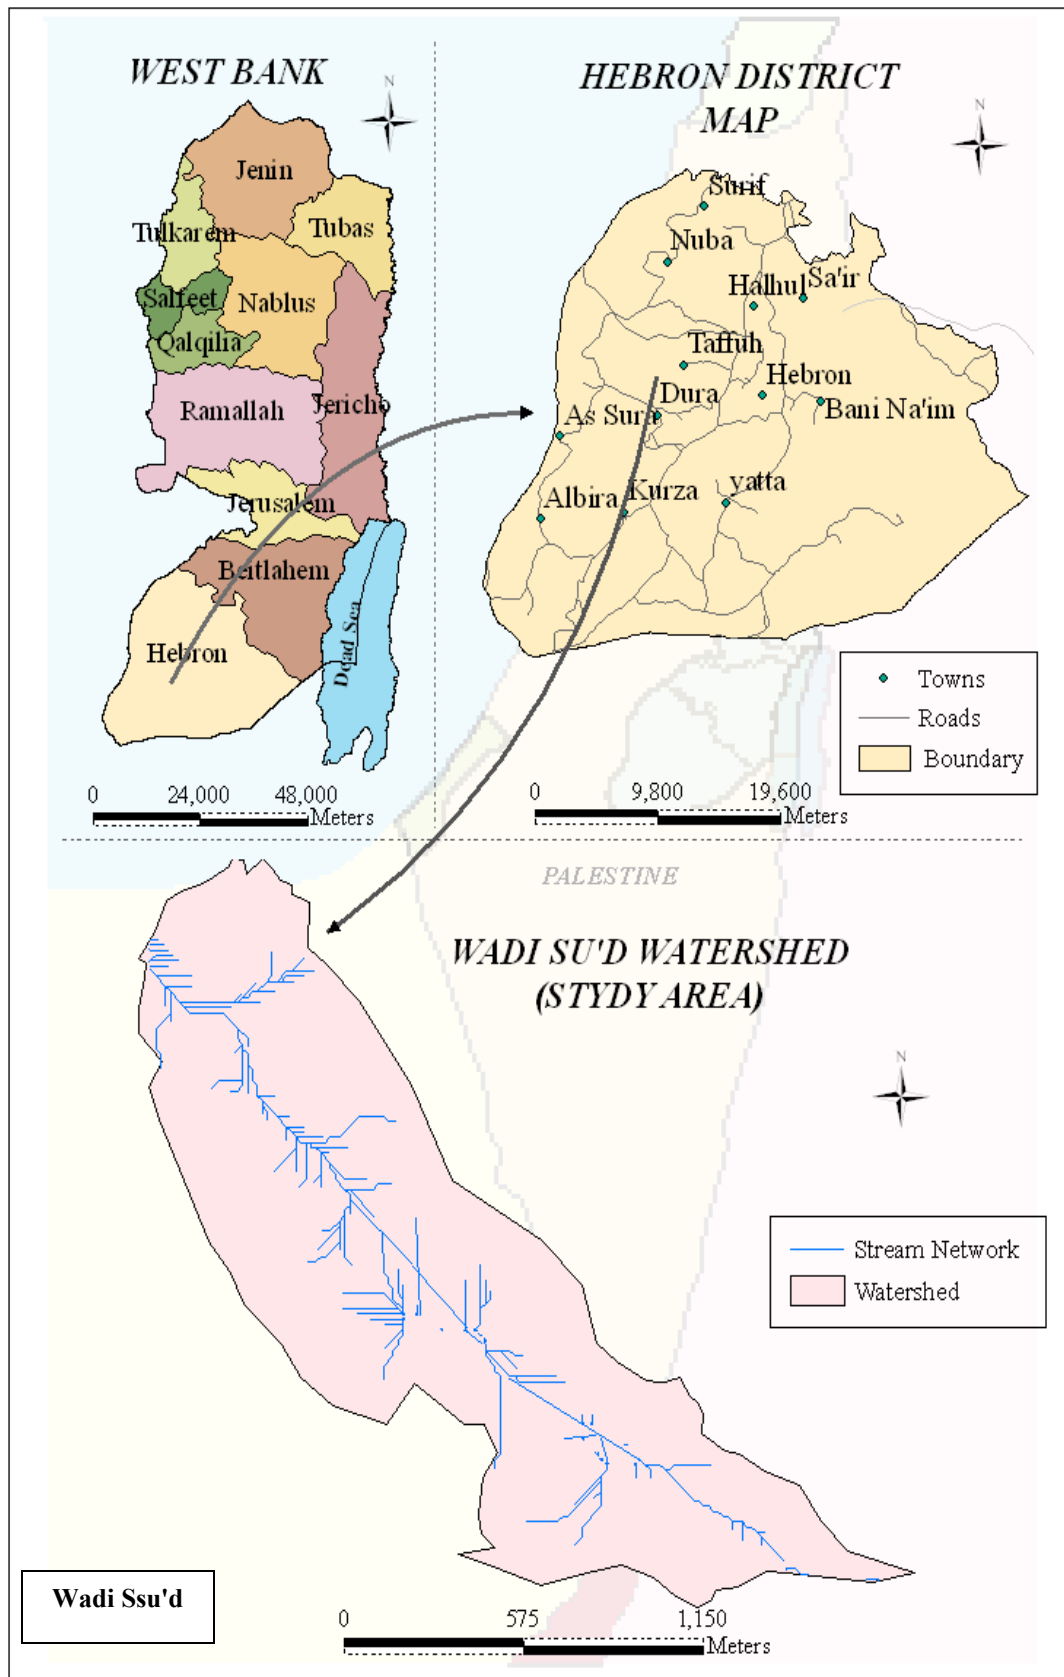 WEST BANK
N
Jenin
Tulkarem
Tubas
Salfeet
Nablus
Qalqilia
Ramallah
Jericho
Jerusalem
Beitlahem
Hebron
Dead Sea
0 24,000 48,000
Meters
HEBRON DISTRICT
MAP
N
Surif
Nuba
Halhul
Sa'ir
Taffuh
Hebron
Dura
Bani Na'im
As Sura
Albira
Kurza
yatta
Towns
Roads
Boundary
0 9,800 19,600
Meters
PALESTINE
WADI SU'D WATERSHED
(STYDY AREA)
N
Stream Network
Watershed
Wadi Ssu'd
0 575 1,150
Meters